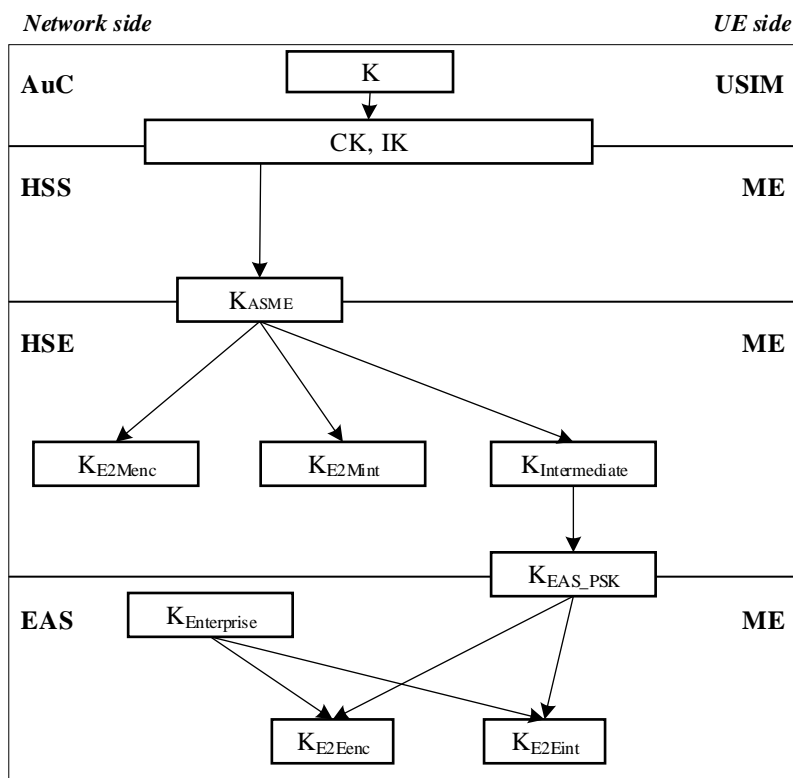 Network side UE side
AuC K USIM
CK, IK
HSS ME
KASME
HSE ME
KE2Menc KE2Mint KIntermediate
KEAS_PSK
EAS KEnterprise ME
KE2Eenc KE2Eint